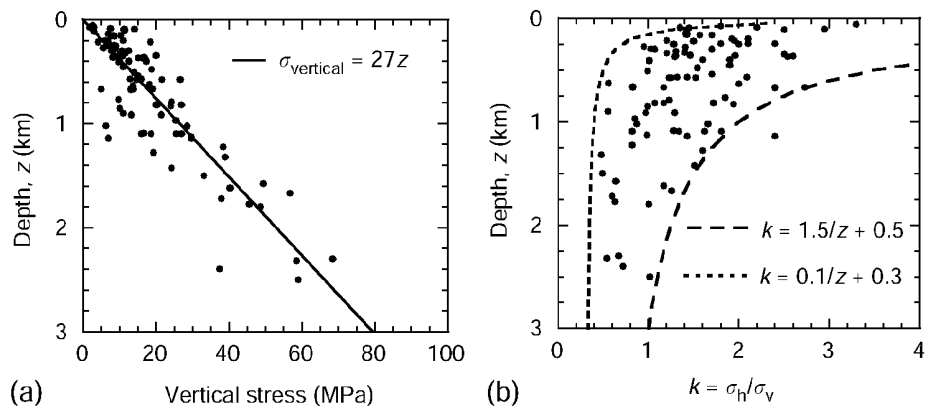 0
1
2
3
Depth, z (km)
0 20 40 60 80 100
Vertical stress (MPa)
σvertical = 27z
(a)
0
1
2
3
Depth, z (km)
0 1 2 3 4
k = σh/σv
k = 1.5/z + 0.5
k = 0.1/z + 0.3
(b)